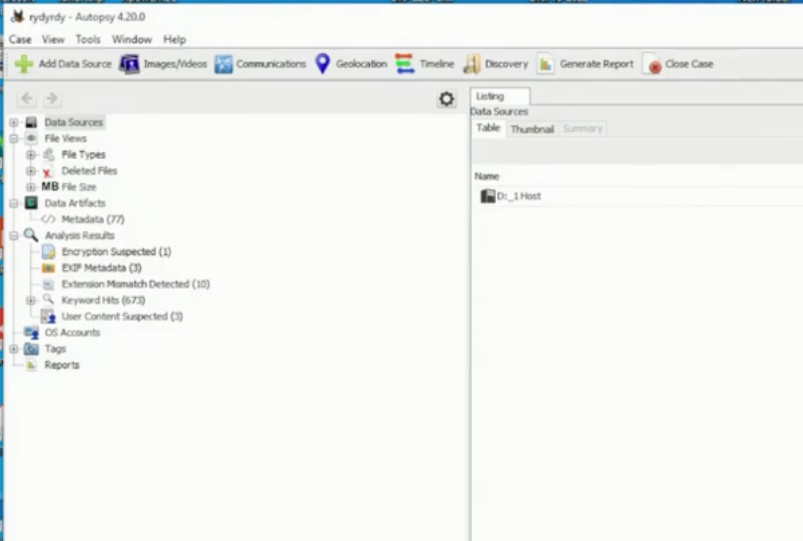 rydyrdy - Autopsy 4.20.0
Case View Tools Window Help
Add Data Source Images/Videos Communications Geolocation Timeline Discovery Generate Report Close Case
Listing
Data Sources
Table Thumbnail Summary
Name
D:_1 Host
Data Sources
File Views
File Types
Deleted Files
MB File Size
Data Artifacts
Metadata (77)
Analysis Results
Encryption Suspected (1)
EXIF Metadata (3)
Extension Mismatch Detected (10)
Keyword Hits (673)
User Content Suspected (3)
OS Accounts
Tags
Reports